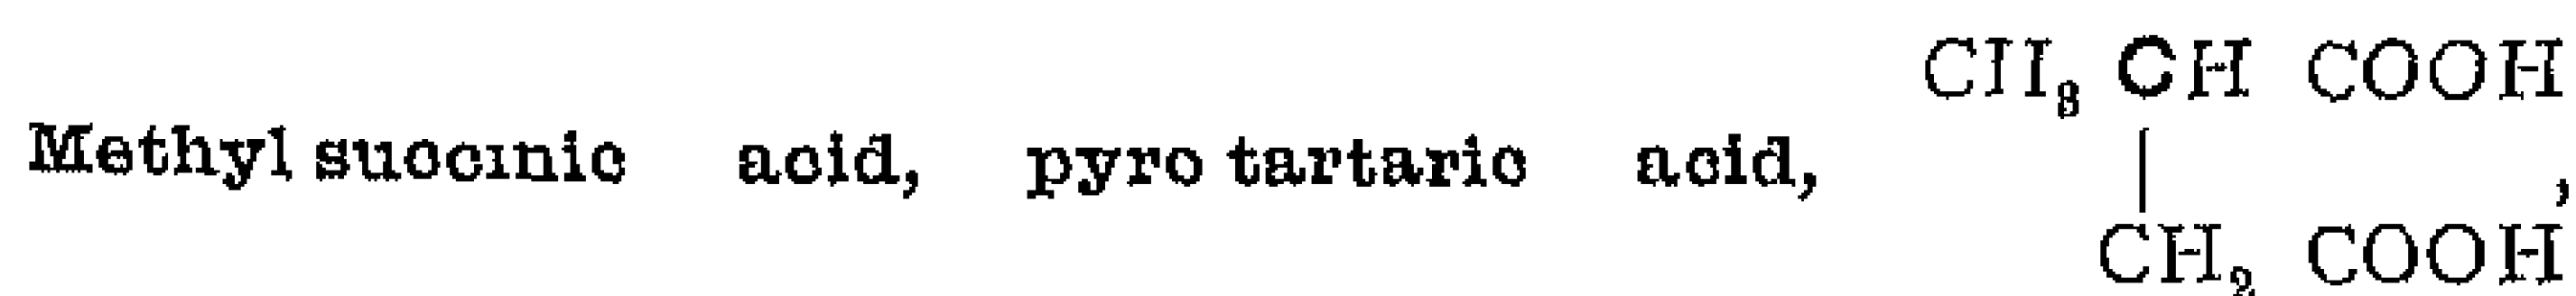 CH₃ CH COOH
Methyl succinic acid, pyro tartaric acid, | ,
CH₂ COOH